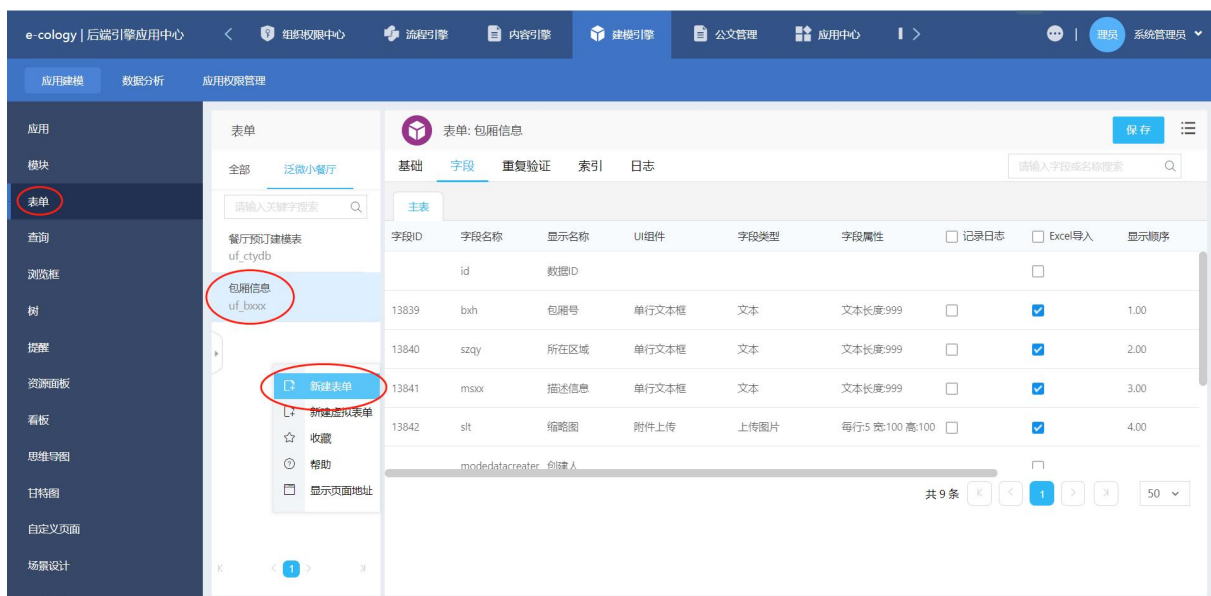 e-cology | 后端引擎应用中心 组织权限中心 流程引擎 内容引擎 建模引擎 公文管理 应用中心 理员 系统管理员
应用建模 数据分析 应用权限管理
应用
模块
表单
查询
浏览框
树
提醒
资源面板
看板
思维导图
甘特图
自定义页面
场景设计
表单
全部 泛微小餐厅
请输入关键字搜索
餐厅预订建模表
uf_ctydb
包厢信息
uf_bxxx
新建表单
新建虚拟表单
收藏
帮助
显示页面地址
1
表单: 包厢信息 保存
基础 字段 重复验证 索引 日志 请输入字段或名称搜索
主表
字段ID 字段名称 显示名称 UI组件 字段类型 字段属性 记录日志 Excel导入 显示顺序
id 数据ID
13839 bxh 包厢号 单行文本框 文本 文本长度:999 1.00
13840 szqy 所在区域 单行文本框 文本 文本长度:999 2.00
13841 msxx 描述信息 单行文本框 文本 文本长度:999 3.00
13842 slt 缩略图 附件上传 上传图片 每行:5 宽:100 高:100 4.00
modedatacreater 创建人
共9条 1 50